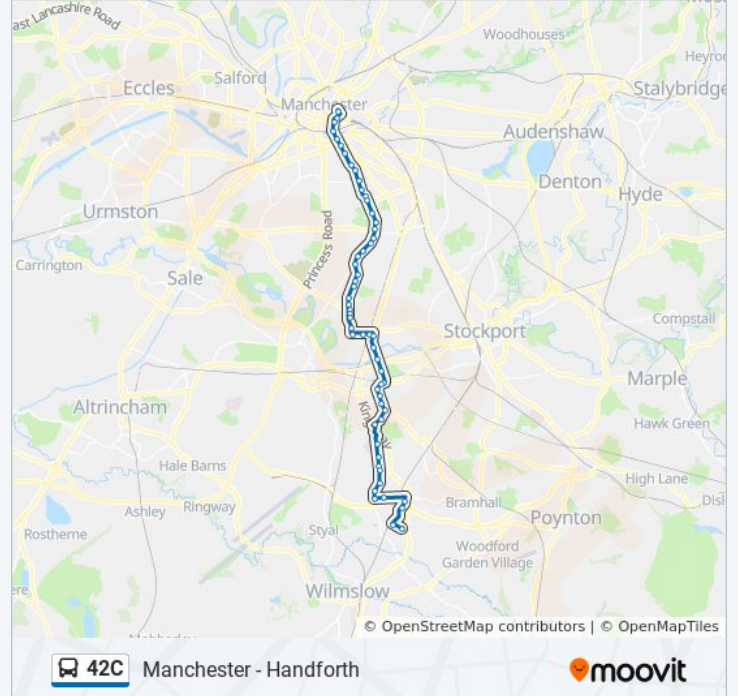 ast Lancashire Road
Woodhouses
Heyroc
Eccles
Salford
Manchester
Stalybridge
Audenshaw
Denton
Hyde
Urmston
Princess Road
Carrington
Sale
Compstall
Stockport
Marple
Altrincham
Hawk Green
Hale Barns
High Lane
Ashley
Ringway
Bramhall
Poynton
Styal
Rostherne
Woodford
Garden Village
Wilmslow
© OpenStreetMap contributors | © OpenMapTiles
42C Manchester - Handforth
moovit